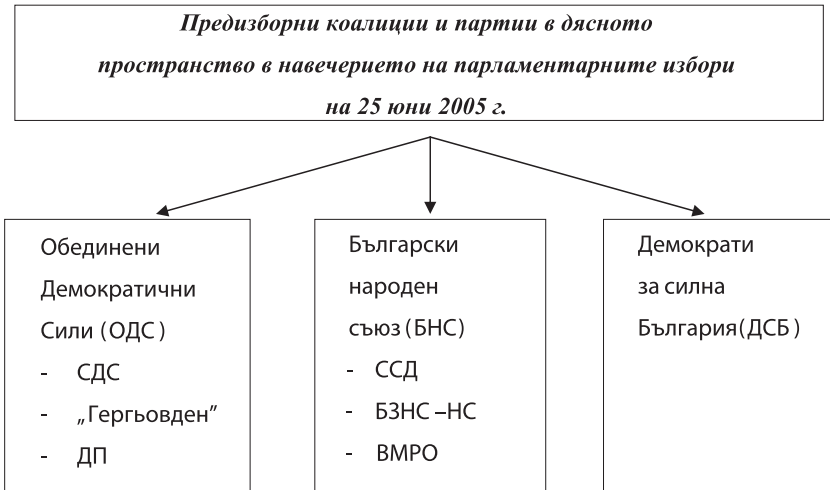 Предизборни коалиции и партии в дясното
пространство в навечерието на парламентарните избори
на 25 юни 2005 г.
Обединени
Демократични
Сили (ОДС)
- СДС
- „Гергьовден”
- ДП
Български
народен
съюз (БНС)
- ССД
- БЗНС –НС
- ВМРО
Демократи
за силна
България(ДСБ)